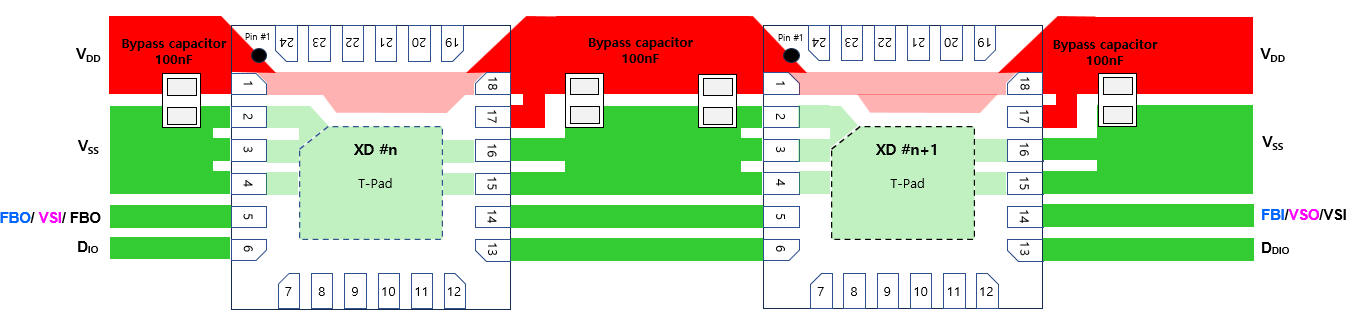 Bypass capacitor
100nF
Pin #1
24 23 22 21 20 19
Bypass capacitor
100nF
Pin #1
24 23 22 21 20 19
Bypass capacitor
100nF
VDD
VDD
1
18
1
18
2
17
2
17
VSS
3
XD #n
16
3
XD #n+1
16
VSS
4
T-Pad
15
4
T-Pad
15
FBO/ VSI/ FBO
5
14
5
14
FBI/VSO/VSI
DIO
6
13
6
13
DDIO
7 8 9 10 11 12
7 8 9 10 11 12